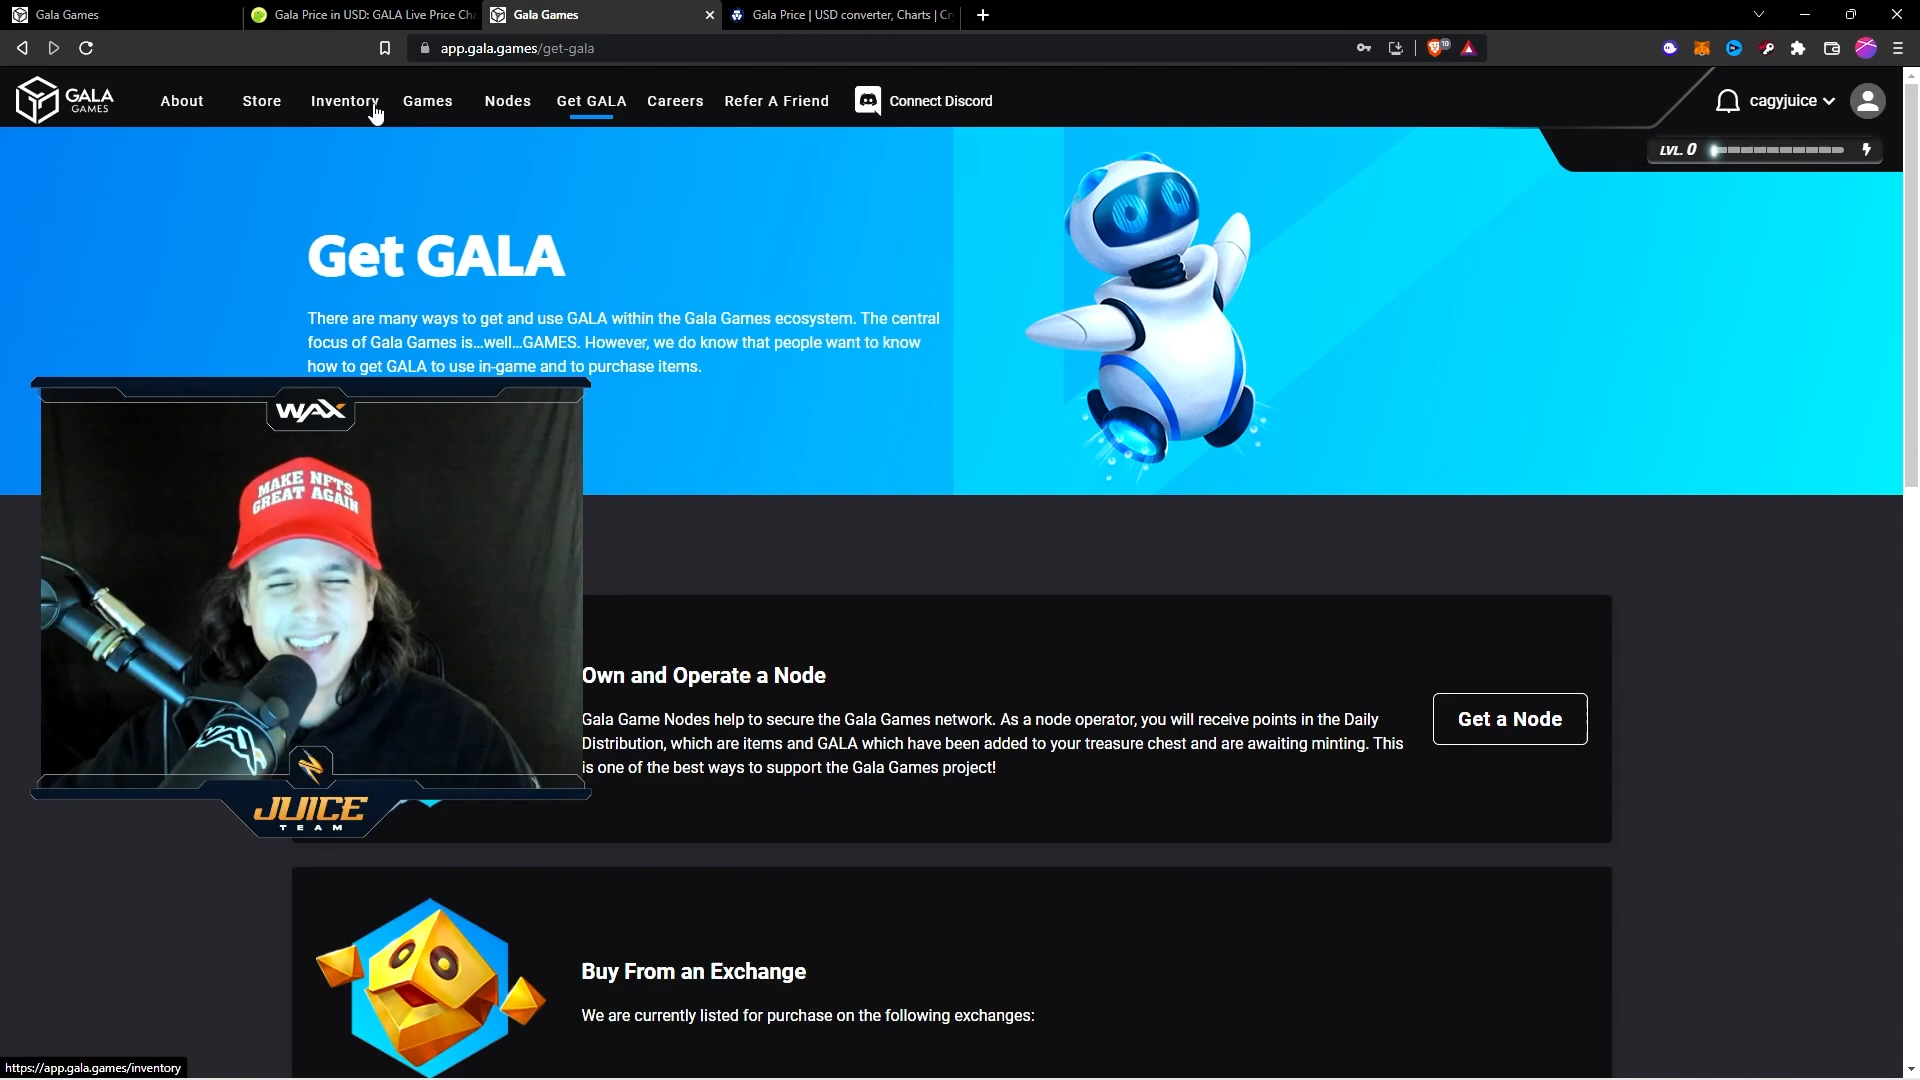 Gala Games
Gala Price in USD: GALA Live Price Cha
Gala Games
Gala Price | USD converter, Charts | Cr
app.gala.games/get-gala
10
GALA
GAMES
About
Store
Inventory
Games
Nodes
Get GALA
Careers
Refer A Friend
Connect Discord
cagyjuice
LVL. 0
Get GALA
There are many ways to get and use GALA within the Gala Games ecosystem. The central
focus of Gala Games is...well...GAMES. However, we do know that people want to know
how to get GALA to use in-game and to purchase items.
WAX
MAKE NFTS
GREAT AGAIN
WAX
JUICE
TEAM
Own and Operate a Node
Gala Game Nodes help to secure the Gala Games network. As a node operator, you will receive points in the Daily
Distribution, which are items and GALA which have been added to your treasure chest and are awaiting minting. This
is one of the best ways to support the Gala Games project!
Get a Node
Buy From an Exchange
We are currently listed for purchase on the following exchanges:
https://app.gala.games/inventory